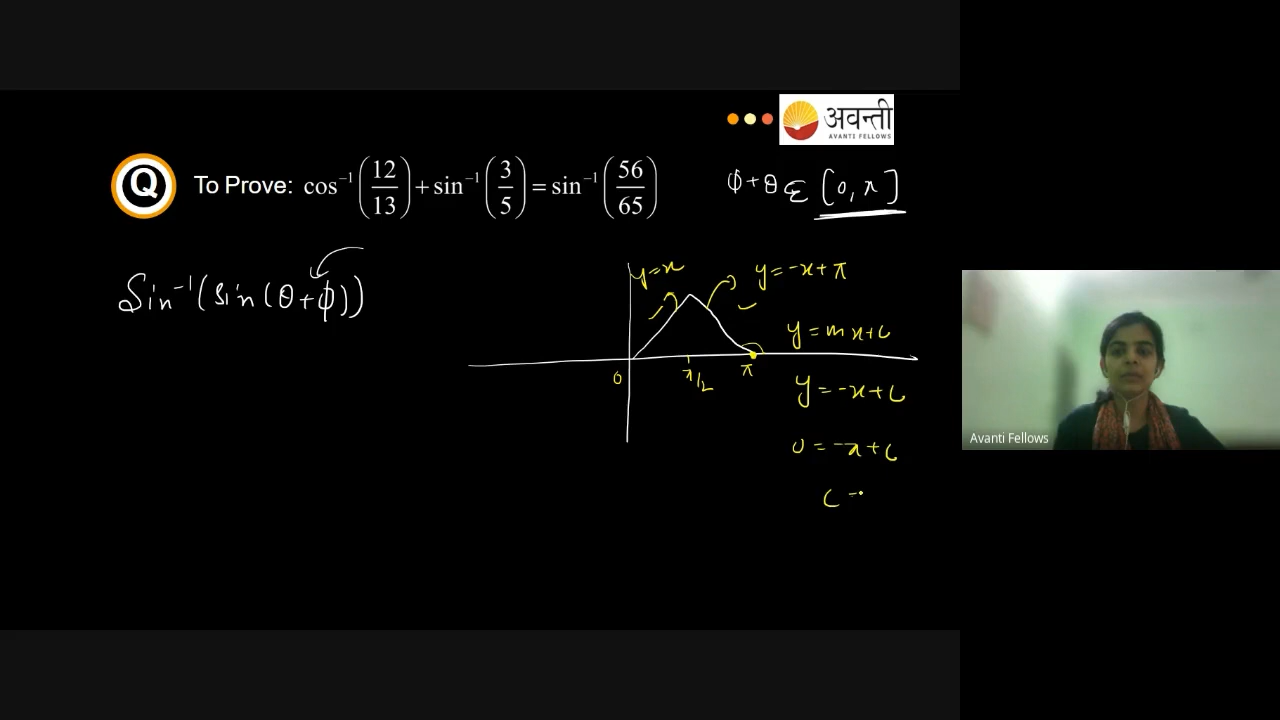 अवन्ती
AVANTI FELLOWS
Q To Prove: cos⁻¹(12/13) + sin⁻¹(3/5) = sin⁻¹(56/65)
ϕ+θ ∈ [0, π]
Sin⁻¹(sin(θ+ϕ))
y=x
y=-x+π
y=mx+c
0
π/2
π
y=-x+c
0=-π+c
c =
Avanti Fellows